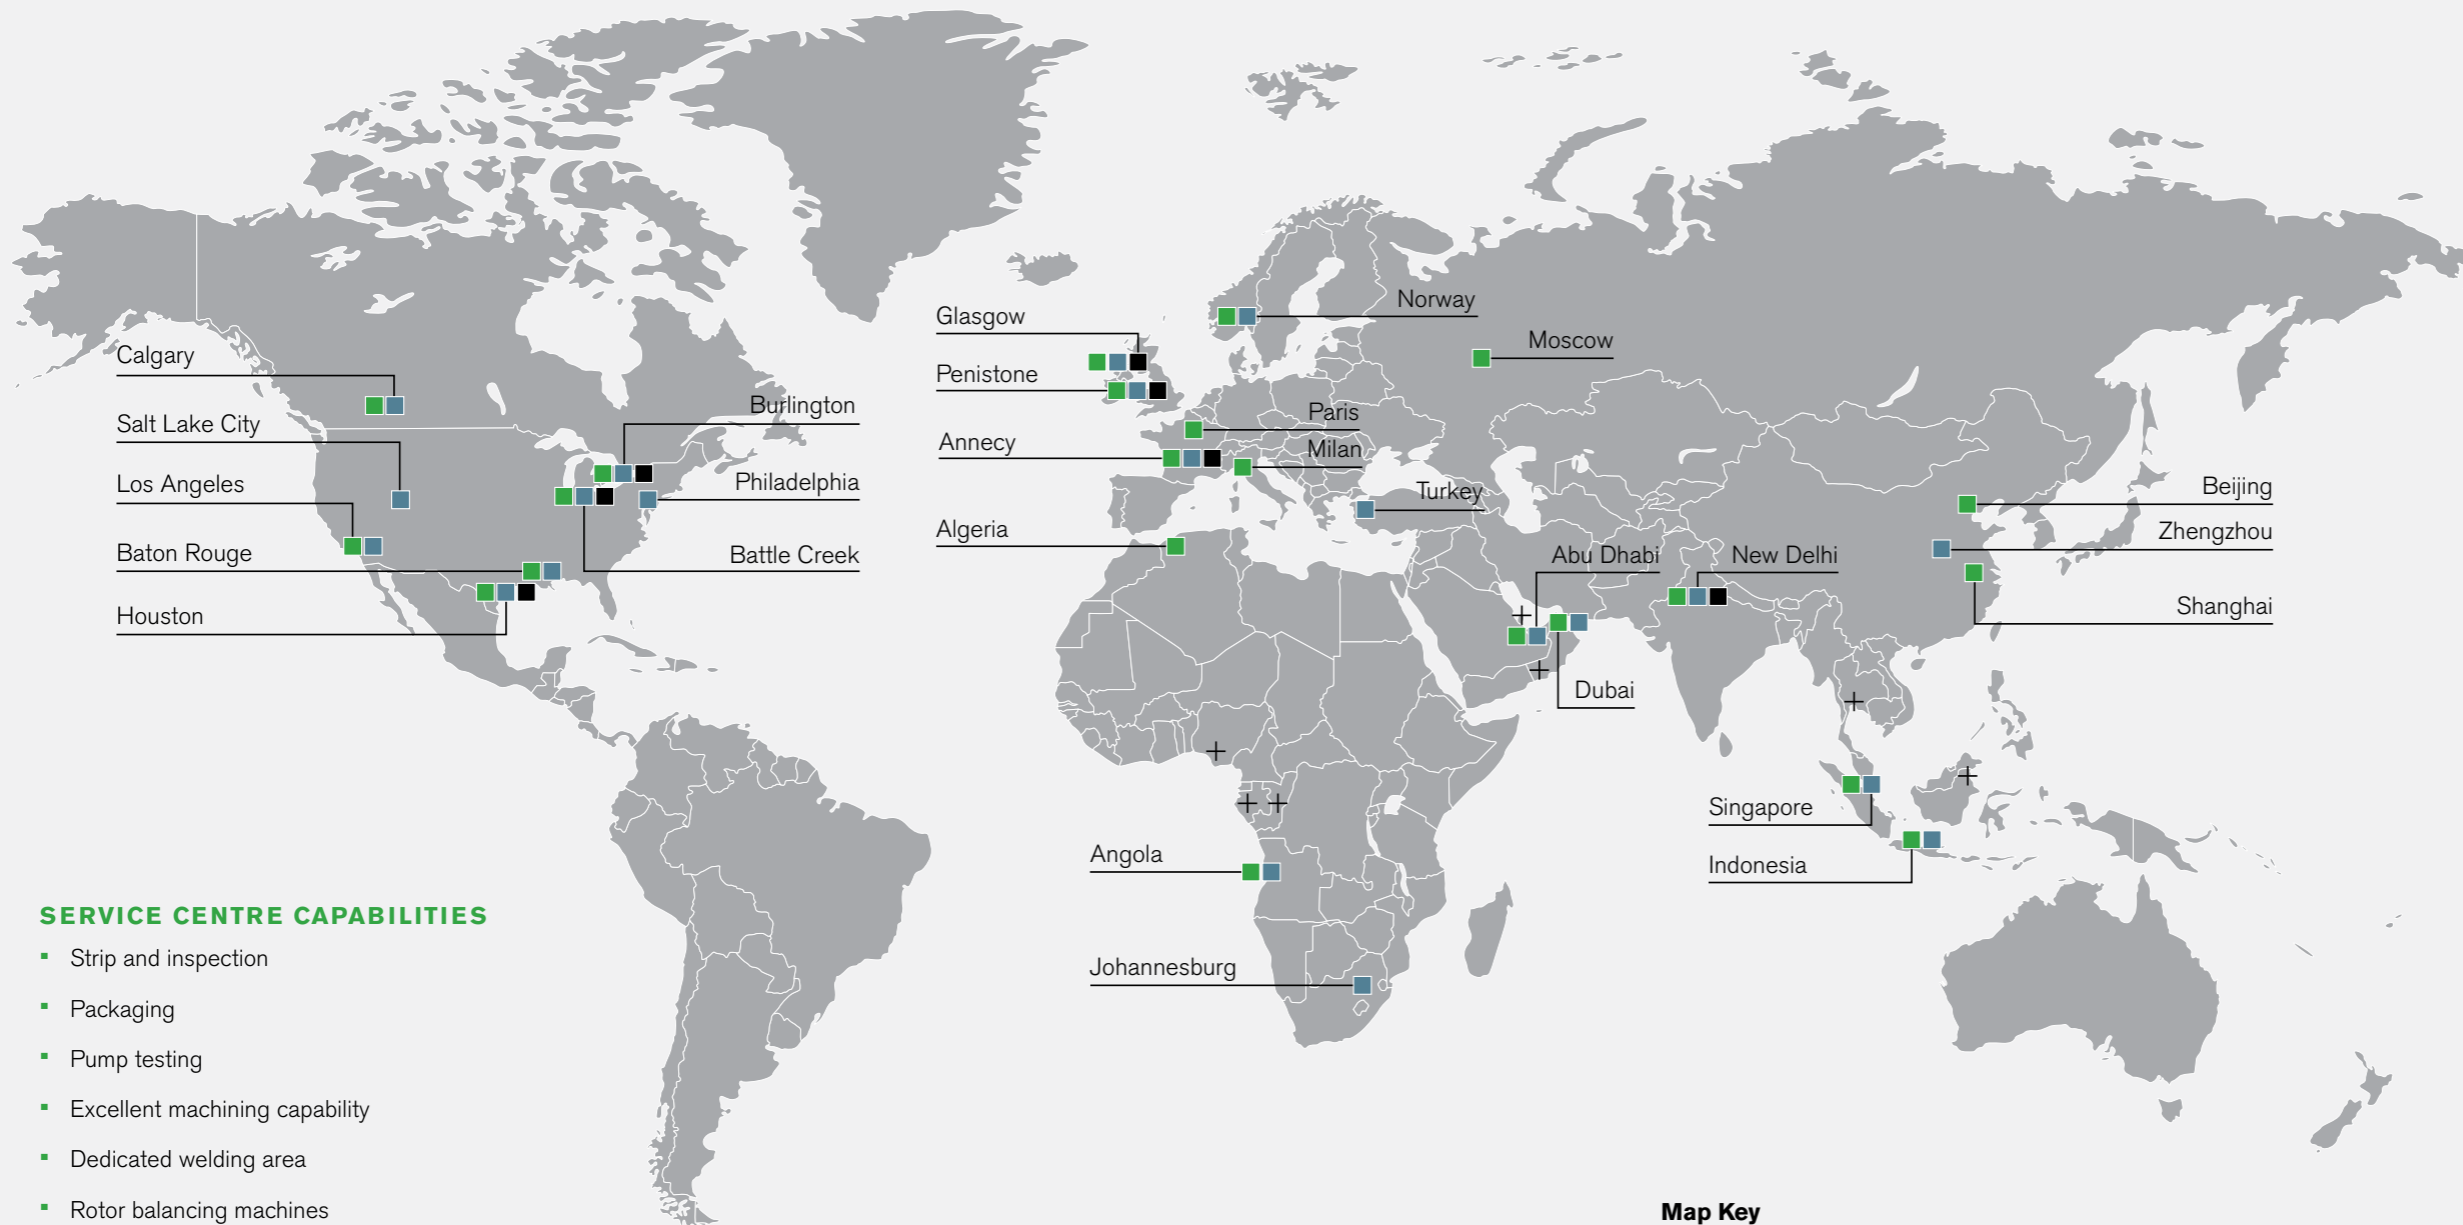 Calgary
Salt Lake City
Los Angeles
Baton Rouge
Houston
Burlington
Philadelphia
Battle Creek
Glasgow
Penistone
Annecy
Algeria
Norway
Moscow
Paris
Milan
Turkey
Abu Dhabi
New Delhi
Dubai
Beijing
Zhengzhou
Shanghai
Singapore
Indonesia
Angola
Johannesburg
SERVICE CENTRE CAPABILITIES
Strip and inspection
Packaging
Pump testing
Excellent machining capability
Dedicated welding area
Rotor balancing machines
Map Key